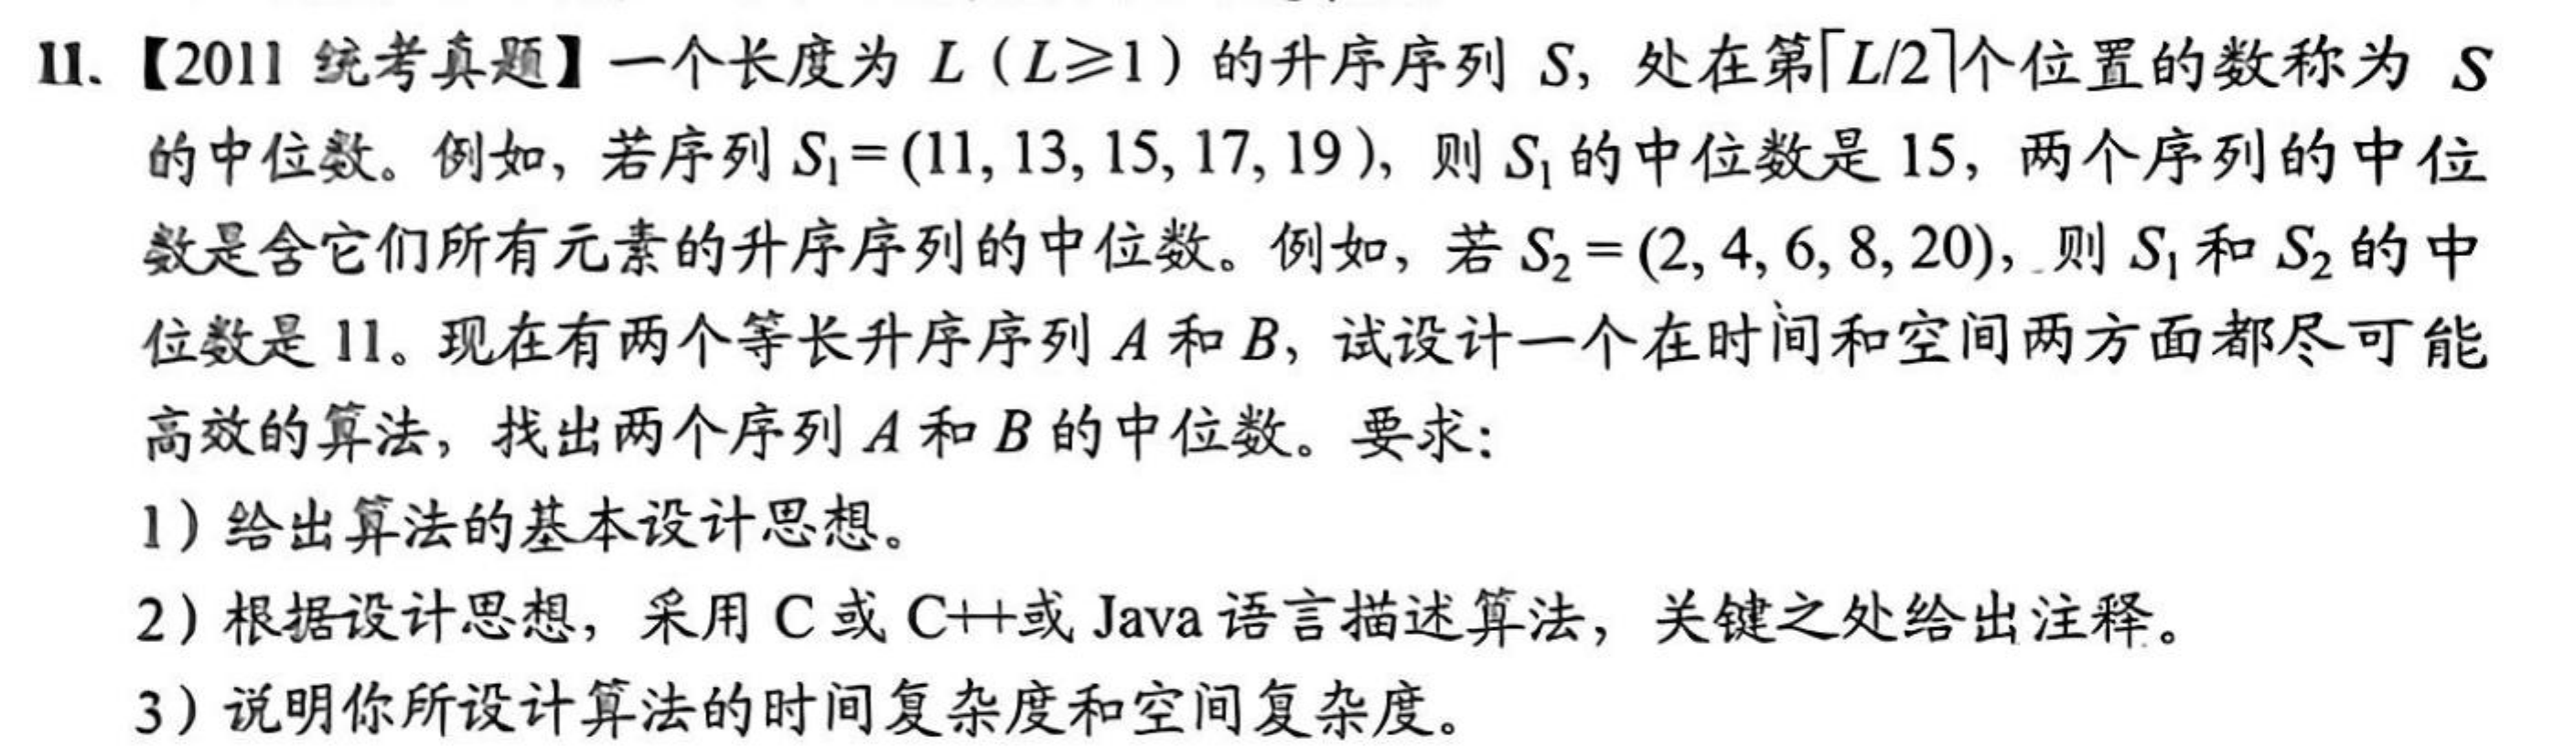 11.【2011 统考真题】一个长度为 L（L≥1）的升序序列 S，处在第⌈L/2⌉个位置的数称为 S
的中位数。例如，若序列 S₁ = (11, 13, 15, 17, 19 )，则 S₁ 的中位数是 15，两个序列的中位
数是含它们所有元素的升序序列的中位数。例如，若 S₂ = (2, 4, 6, 8, 20)，则 S₁ 和 S₂ 的中
位数是 11。现在有两个等长升序序列 A 和 B，试设计一个在时间和空间两方面都尽可能
高效的算法，找出两个序列 A 和 B 的中位数。要求：
1）给出算法的基本设计思想。
2）根据设计思想，采用 C 或 C++或 Java 语言描述算法，关键之处给出注释。
3）说明你所设计算法的时间复杂度和空间复杂度。